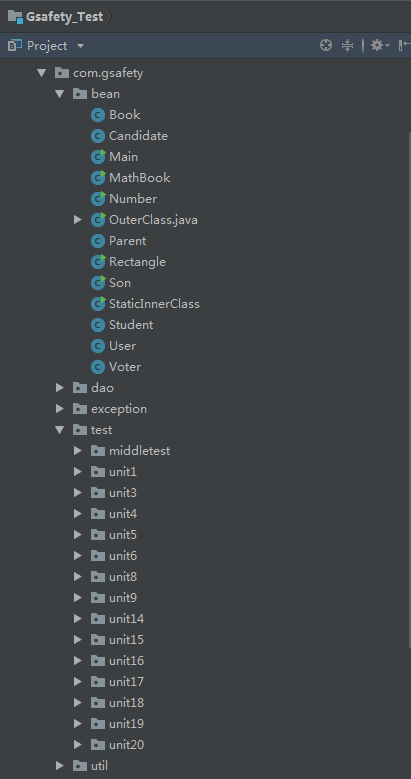 Gsafety_Test
Project
com.gsafety
bean
Book
Candidate
Main
MathBook
Number
OuterClass.java
Parent
Rectangle
Son
StaticInnerClass
Student
User
Voter
dao
exception
test
middletest
unit1
unit3
unit4
unit5
unit6
unit8
unit9
unit14
unit15
unit16
unit17
unit18
unit19
unit20
util